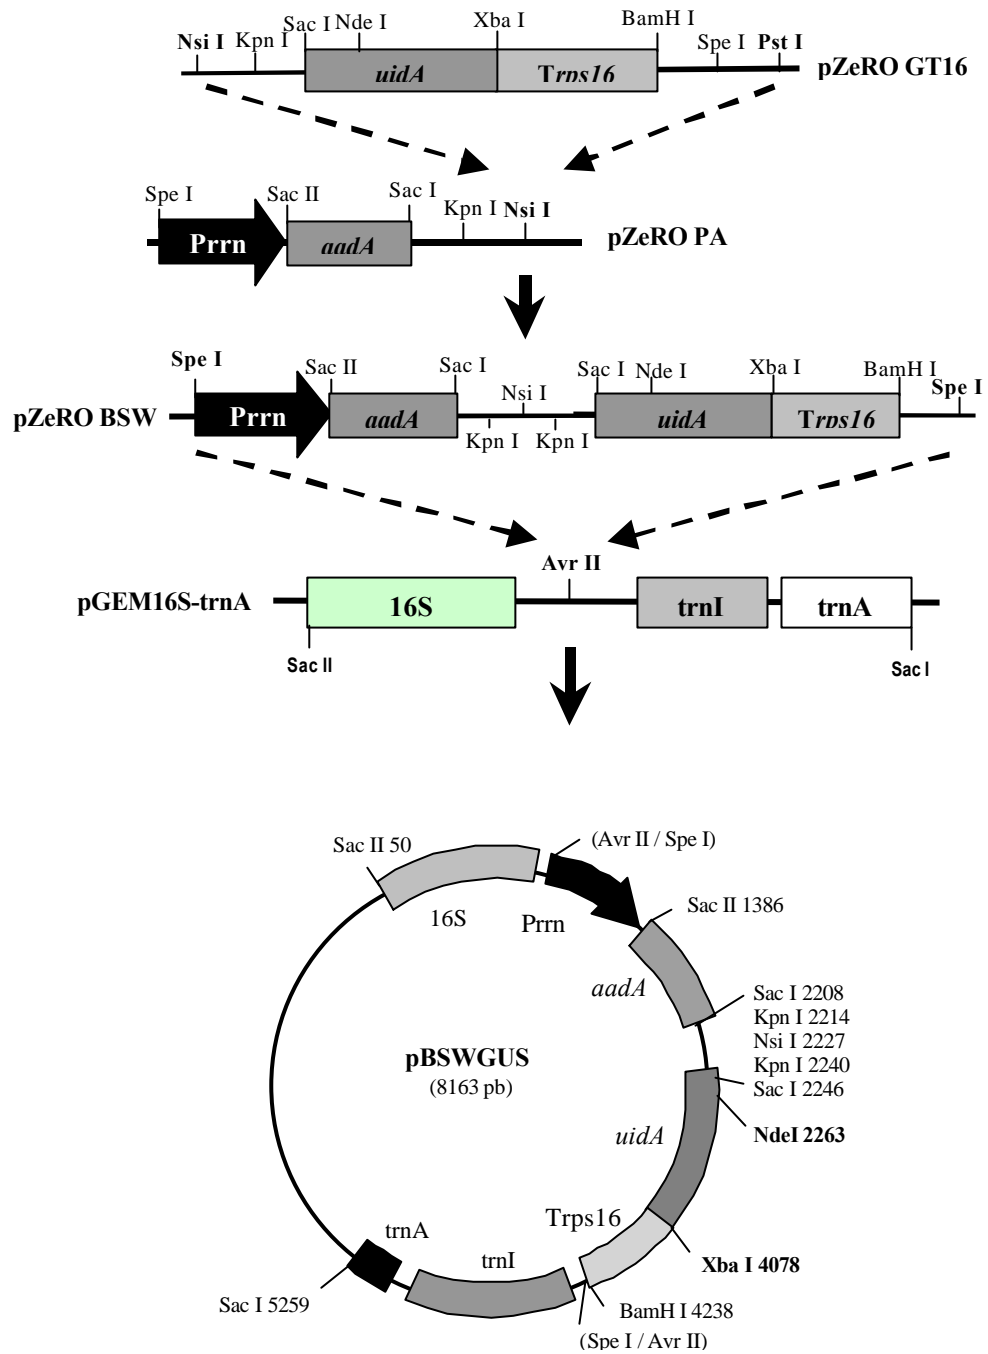 Nsi I Kpn I Sac I Nde I Xba I BamH I Spe I Pst I
uidA Trps16 pZeRO GT16
Spe I Sac II Sac I Kpn I Nsi I
Prrn aadA pZeRO PA
Spe I Sac II Sac I Nsi I Sac I Nde I Xba I BamH I Spe I
pZeRO BSW Prrn aadA Kpn I Kpn I uidA Trps16
Avr II
pGEM16S-trnA 16S trnI trnA
Sac II Sac I
Sac II 50 (Avr II / Spe I)
16S Prrn Sac II 1386
aadA
Sac I 2208
Kpn I 2214
Nsi I 2227
pBSWGUS
Kpn I 2240
(8163 pb)
Sac I 2246
uidA NdeI 2263
Trps16
trnA trnI Xba I 4078
Sac I 5259 BamH I 4238
(Spe I / Avr II)